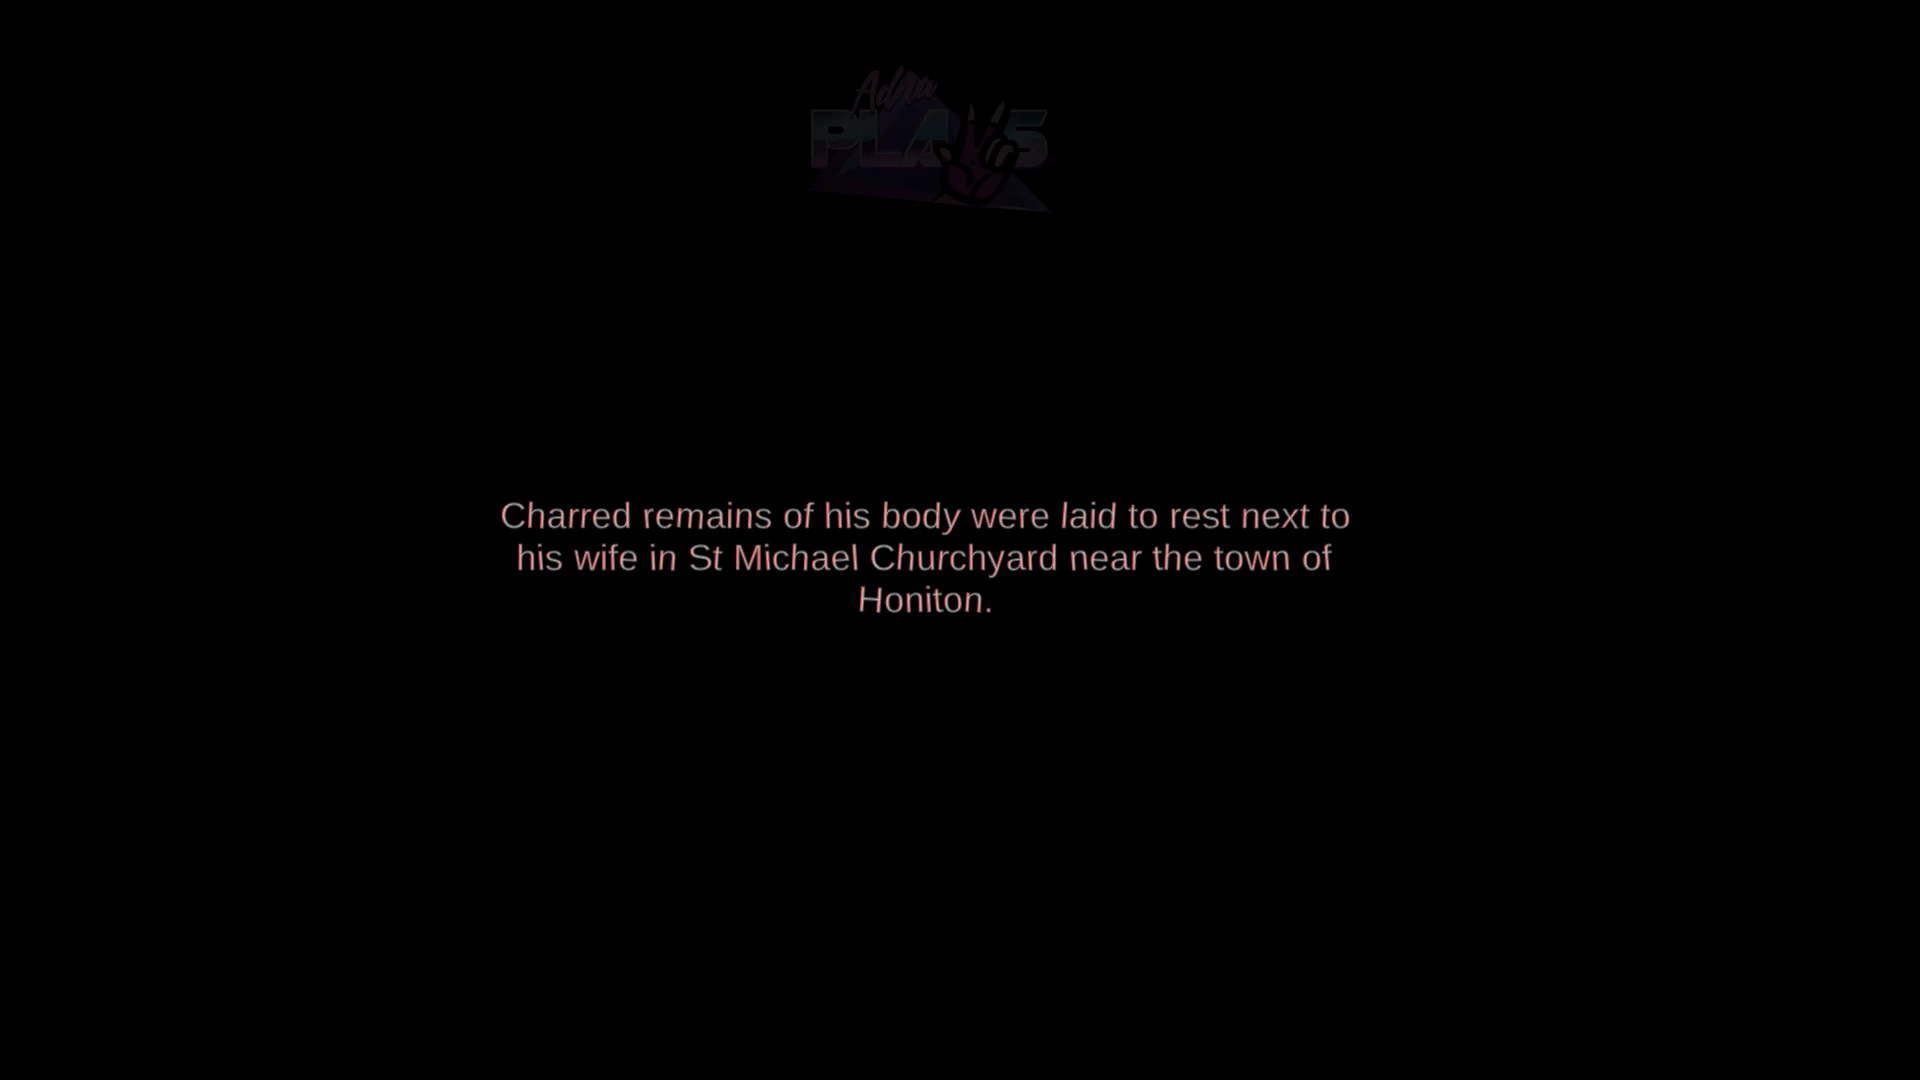 PLAYS
Charred remains of his body were laid to rest next to
his wife in St Michael Churchyard near the town of
Honiton.